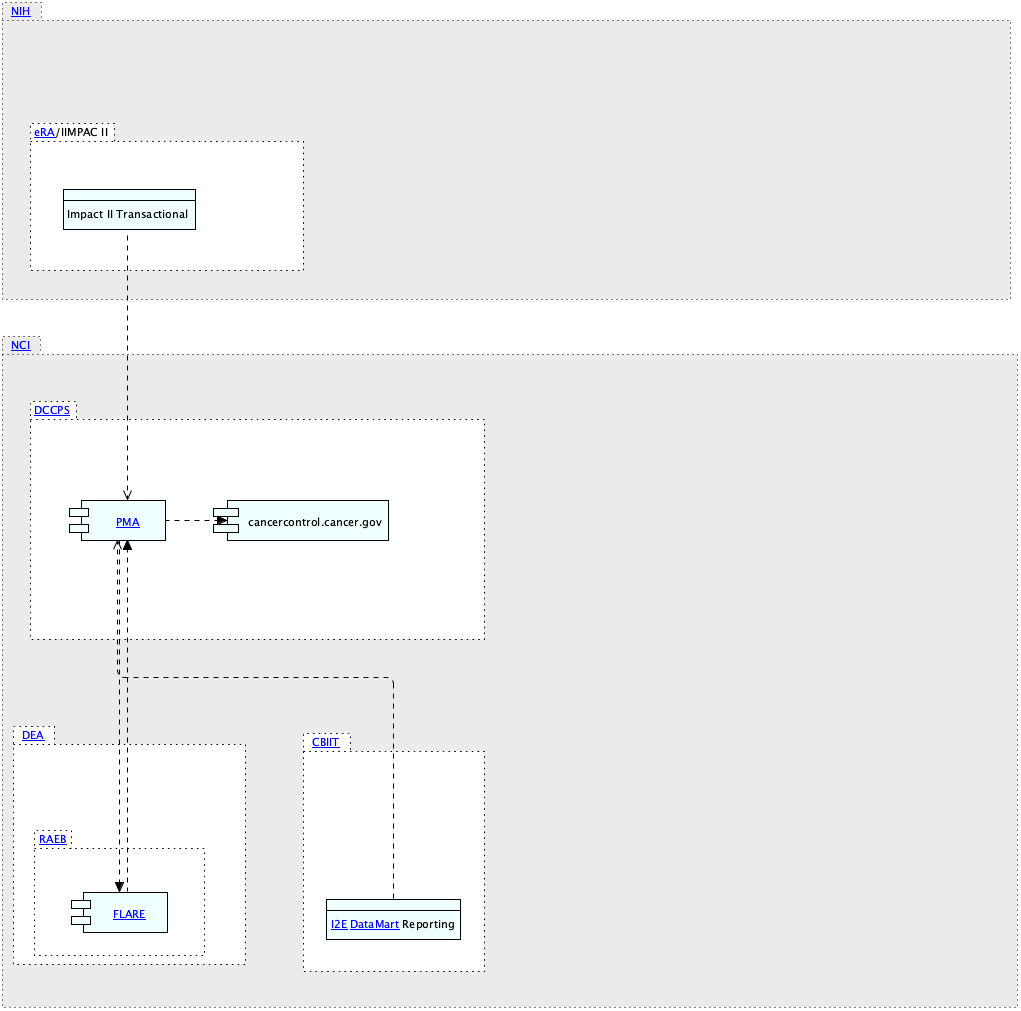 NIH
eRA/IIMPAC II
Impact II Transactional
NCI
DCCPS
PMA
cancercontrol.cancer.gov
DEA
CBIIT
RAEB
FLARE
I2E DataMart Reporting